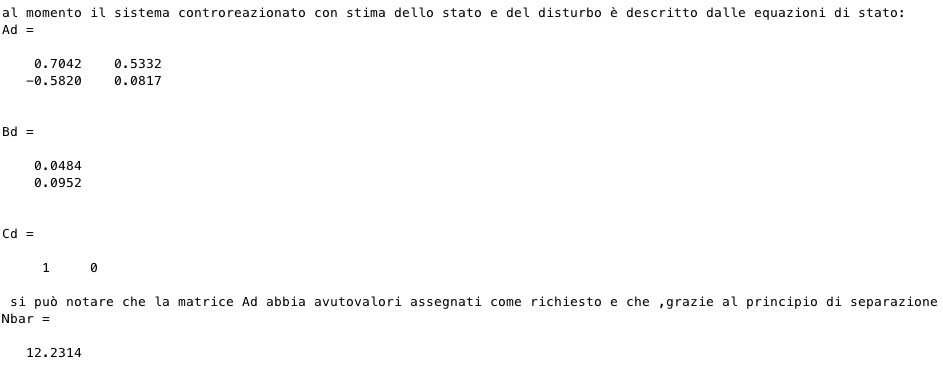 al momento il sistema controreazionato con stima dello stato e del disturbo è descritto dalle equazioni di stato:
Ad =
0.7042 0.5332
−0.5820 0.0817
Bd =
0.0484
0.0952
Cd =
1 0
si può notare che la matrice Ad abbia avutovalori assegnati come richiesto e che ,grazie al principio di separazione
Nbar =
12.2314